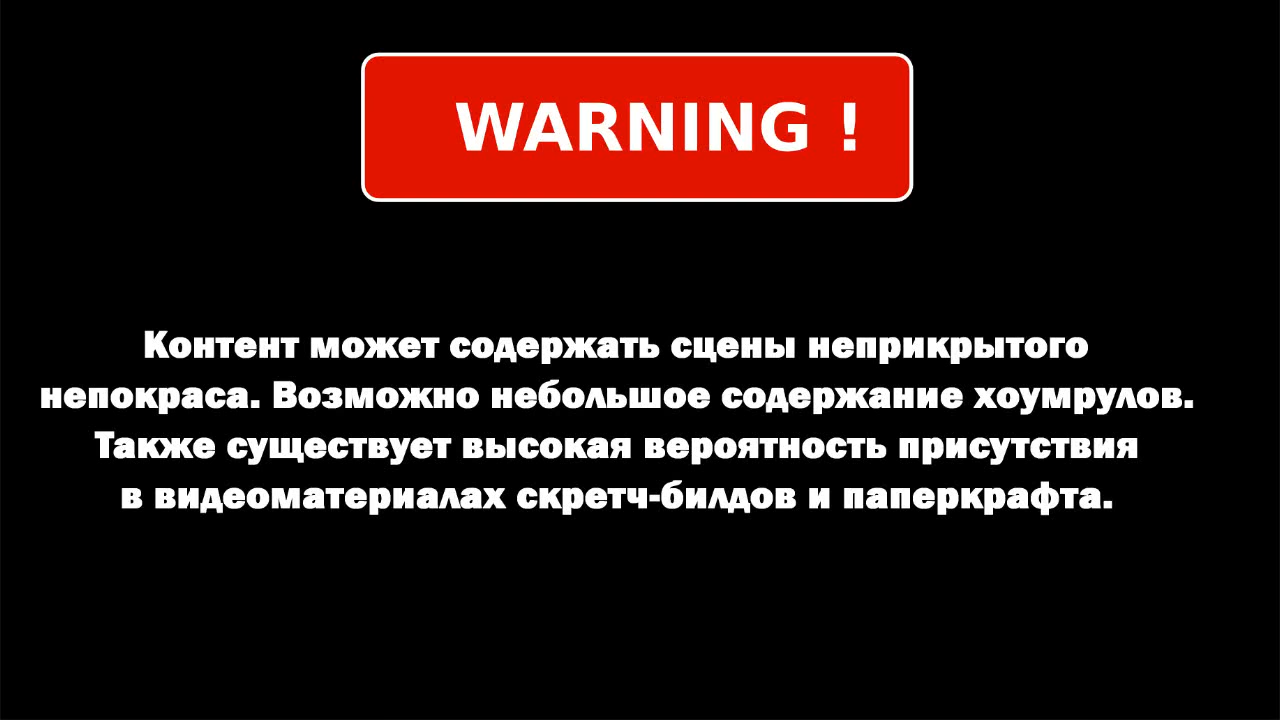 WARNING !
Контент может содержать сцены неприкрытого
непокраса. Возможно небольшое содержание хоумрулов.
Также существует высокая вероятность присутствия
в видеоматериалах скретч-билдов и паперкрафта.